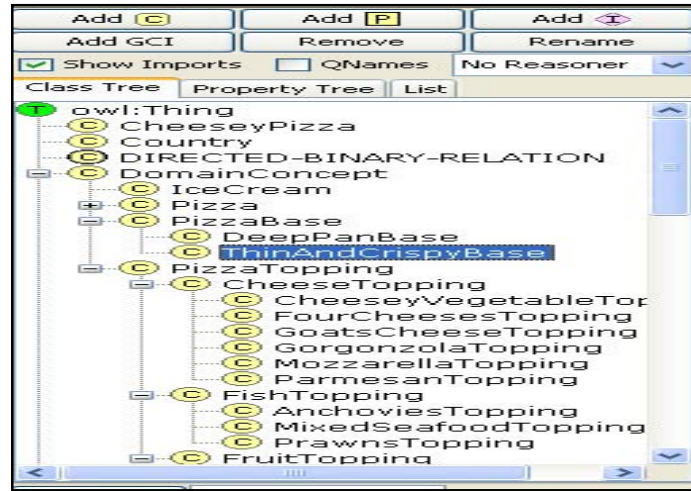 Add C Add P Add I
Add GCI Remove Rename
Show Imports QNames No Reasoner
Class Tree Property Tree List
T owl:Thing
C CheeseyPizza
C Country
C DIRECTED-BINARY-RELATION
C DomainConcept
C IceCream
C Pizza
C PizzaBase
C DeepPanBase
C ThinAndCrispyBase
C PizzaTopping
C CheeseTopping
C CheeseyVegetableTop
C FourCheesesTopping
C GoatsCheeseTopping
C GorgonzolaTopping
C MozzarellaTopping
C ParmesanTopping
C FishTopping
C AnchoviesTopping
C MixedSeafoodTopping
C PrawnsTopping
C FruitTopping